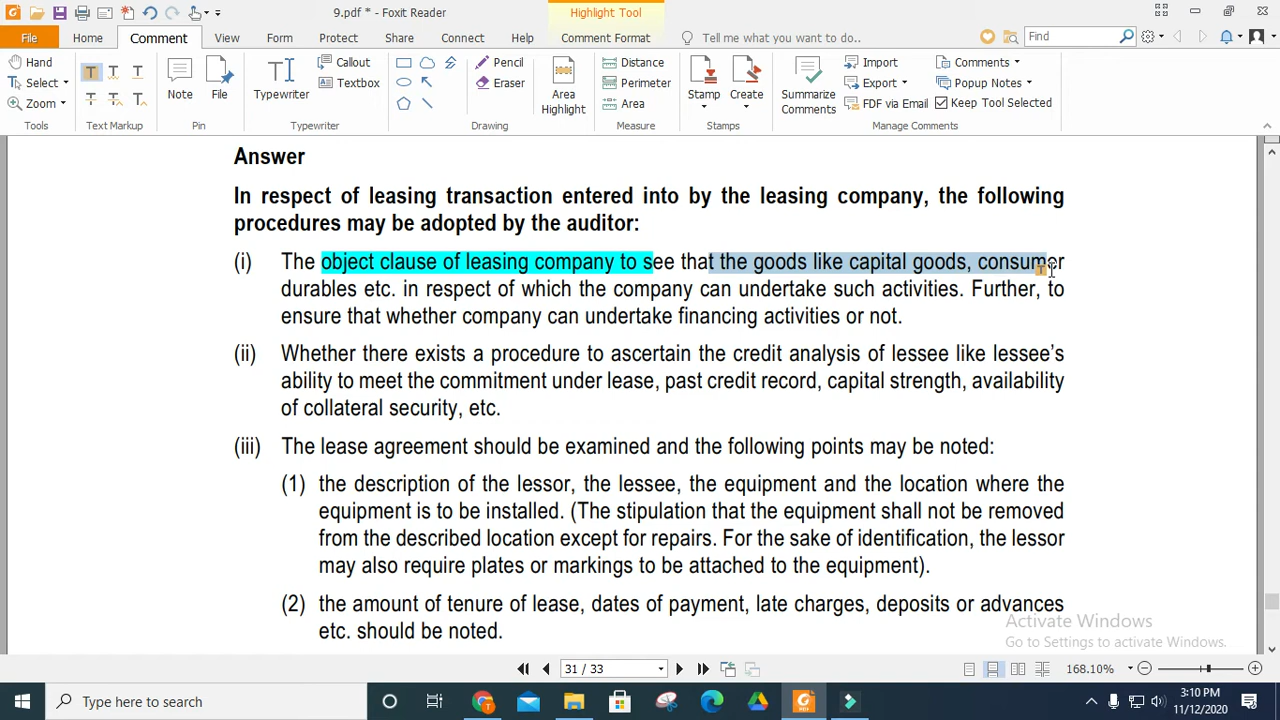 9.pdf * - Foxit Reader
Highlight Tool
File Home Comment View Form Protect Share Connect Help Comment Format Tell me what you want to do.. Find
Hand
Select
Zoom
Tools
Text Markup
Note
File
Pin
Typewriter
Callout
Textbox
Typewriter
Pencil
Eraser
Drawing
Area Highlight
Distance
Perimeter
Area
Measure
Stamp
Create
Stamps
Summarize Comments
Import
Export
FDF via Email
Comments
Popup Notes
Keep Tool Selected
Manage Comments
Answer
In respect of leasing transaction entered into by the leasing company, the following
procedures may be adopted by the auditor:
(i) The object clause of leasing company to see that the goods like capital goods, consumer
durables etc. in respect of which the company can undertake such activities. Further, to
ensure that whether company can undertake financing activities or not.
(ii) Whether there exists a procedure to ascertain the credit analysis of lessee like lessee's
ability to meet the commitment under lease, past credit record, capital strength, availability
of collateral security, etc.
(iii) The lease agreement should be examined and the following points may be noted:
(1) the description of the lessor, the lessee, the equipment and the location where the
equipment is to be installed. (The stipulation that the equipment shall not be removed
from the described location except for repairs. For the sake of identification, the lessor
may also require plates or markings to be attached to the equipment).
(2) the amount of tenure of lease, dates of payment, late charges, deposits or advances
etc. should be noted.
Activate Windows
Go to Settings to activate Windows.
31 / 33
168.10%
Type here to search
3:10 PM
11/12/2020